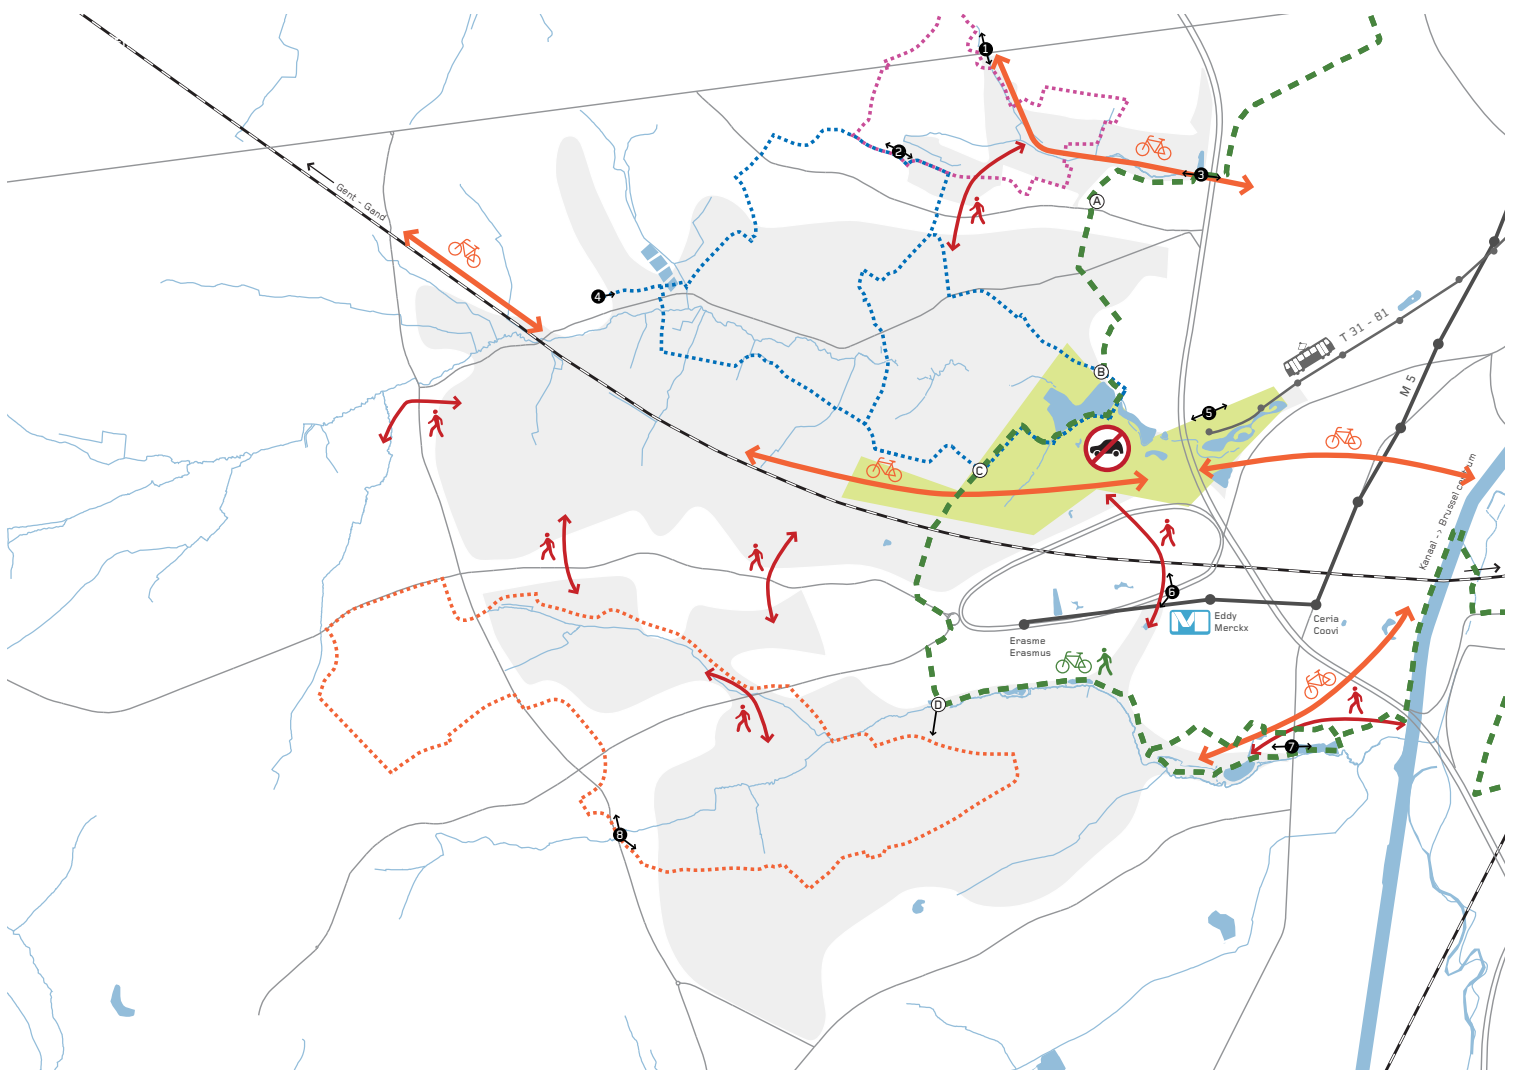 1
2
3
Gent - Gand
A
4
T 31 - 81
B
M 5
5
C
Kanaal -> Brussel centrum
6
M
Eddy
Merckx
Ceria
Coovi
Erasme
Erasmus
D
7
8